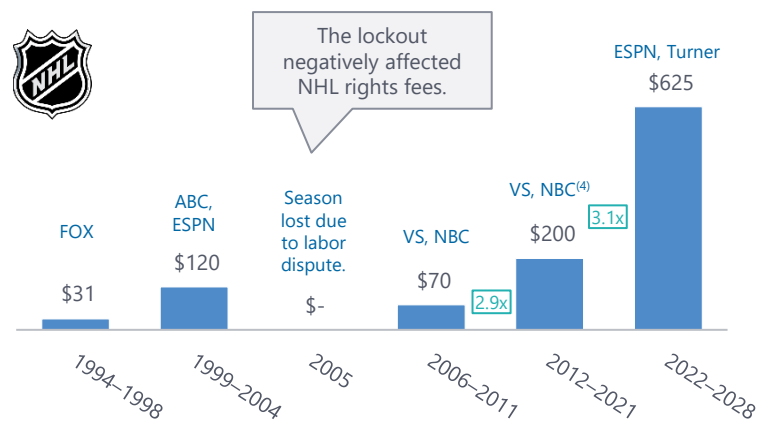 NHL
The lockout
negatively affected
NHL rights fees.
ESPN, Turner
$625
VS, NBC(4)
3.1x
$200
Season
lost due
to labor
dispute.
$-
ABC,
ESPN
$120
FOX
$31
VS, NBC
$70
2.9x
1994–1998
1999–2004
2005
2006–2011
2012–2021
2022–2028